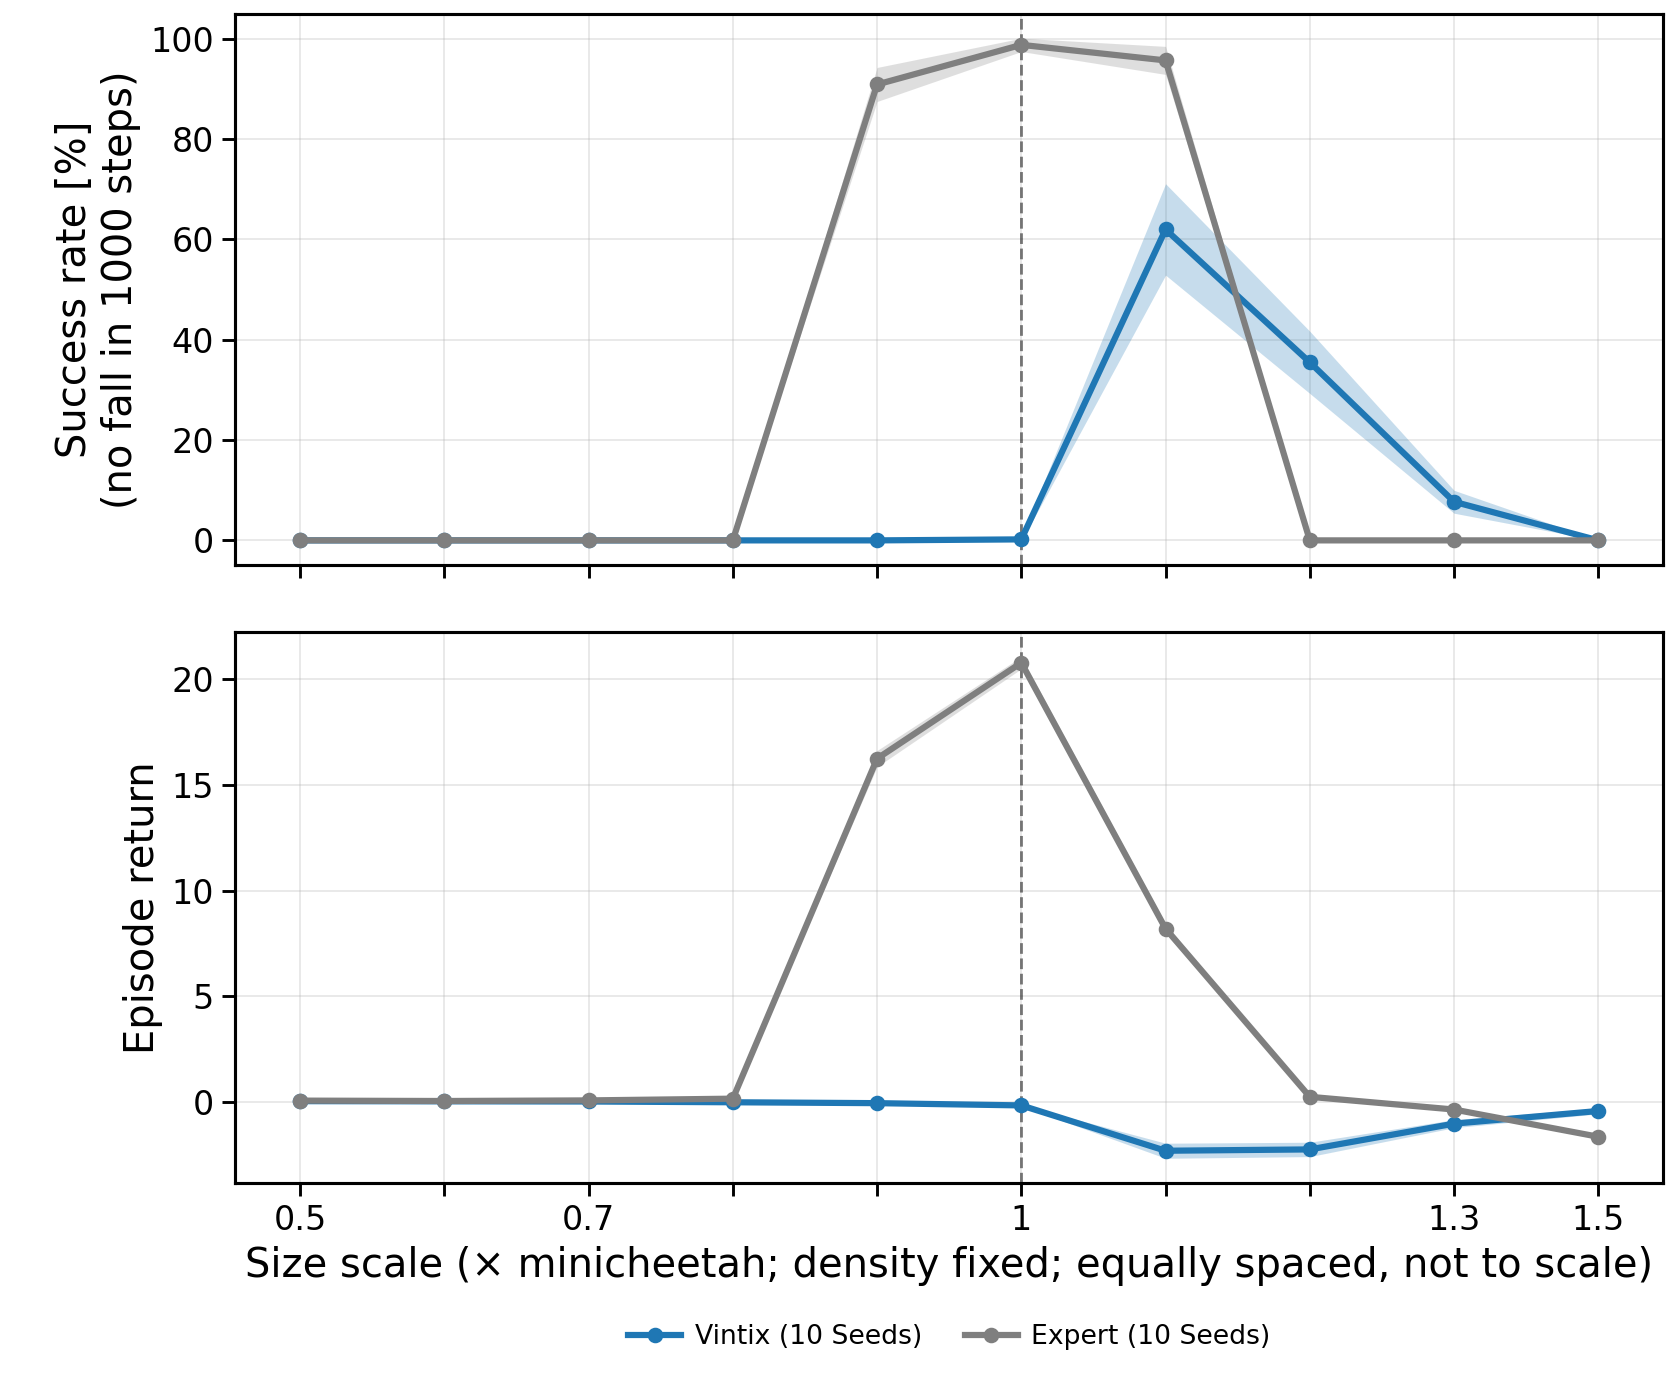 100
80
60
40
20
0
Success rate [%]
(no fall in 1000 steps)
20
15
10
5
0
Episode return
0.5 0.7 1 1.3 1.5
Size scale (× minicheetah; density fixed; equally spaced, not to scale)
Vintix (10 Seeds) Expert (10 Seeds)